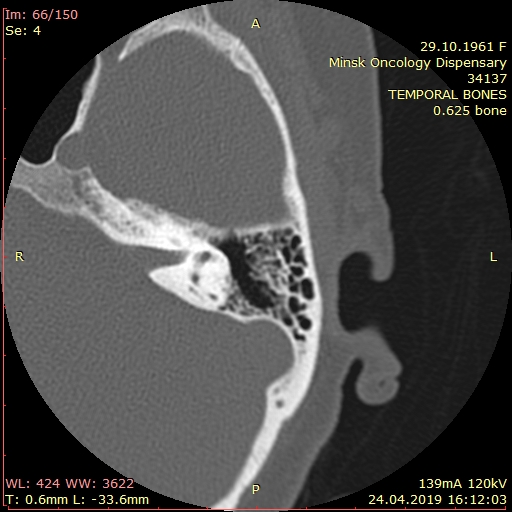 Im: 66/150
Se: 4
A
29.10.1961 F
Minsk Oncology Dispensary
34137
TEMPORAL BONES
0.625 bone
R
L
WL: 424 WW: 3622
T: 0.6mm L: -33.6mm
P
139mA 120kV
24.04.2019 16:12:03